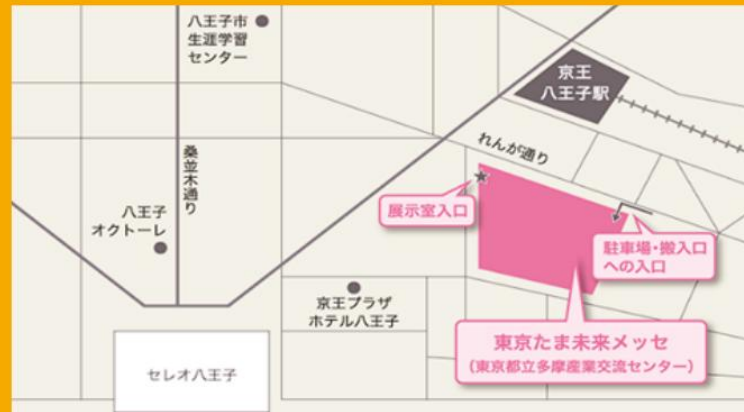 八王子市
生涯学習
センター
京王
八王子駅
れんが通り
桑並木通り
展示室入口
八王子
オクトーレ
駐車場・搬入口
への入口
京王プラザ
ホテル八王子
東京たま未来メッセ
(東京都立多摩産業交流センター)
セレオ八王子